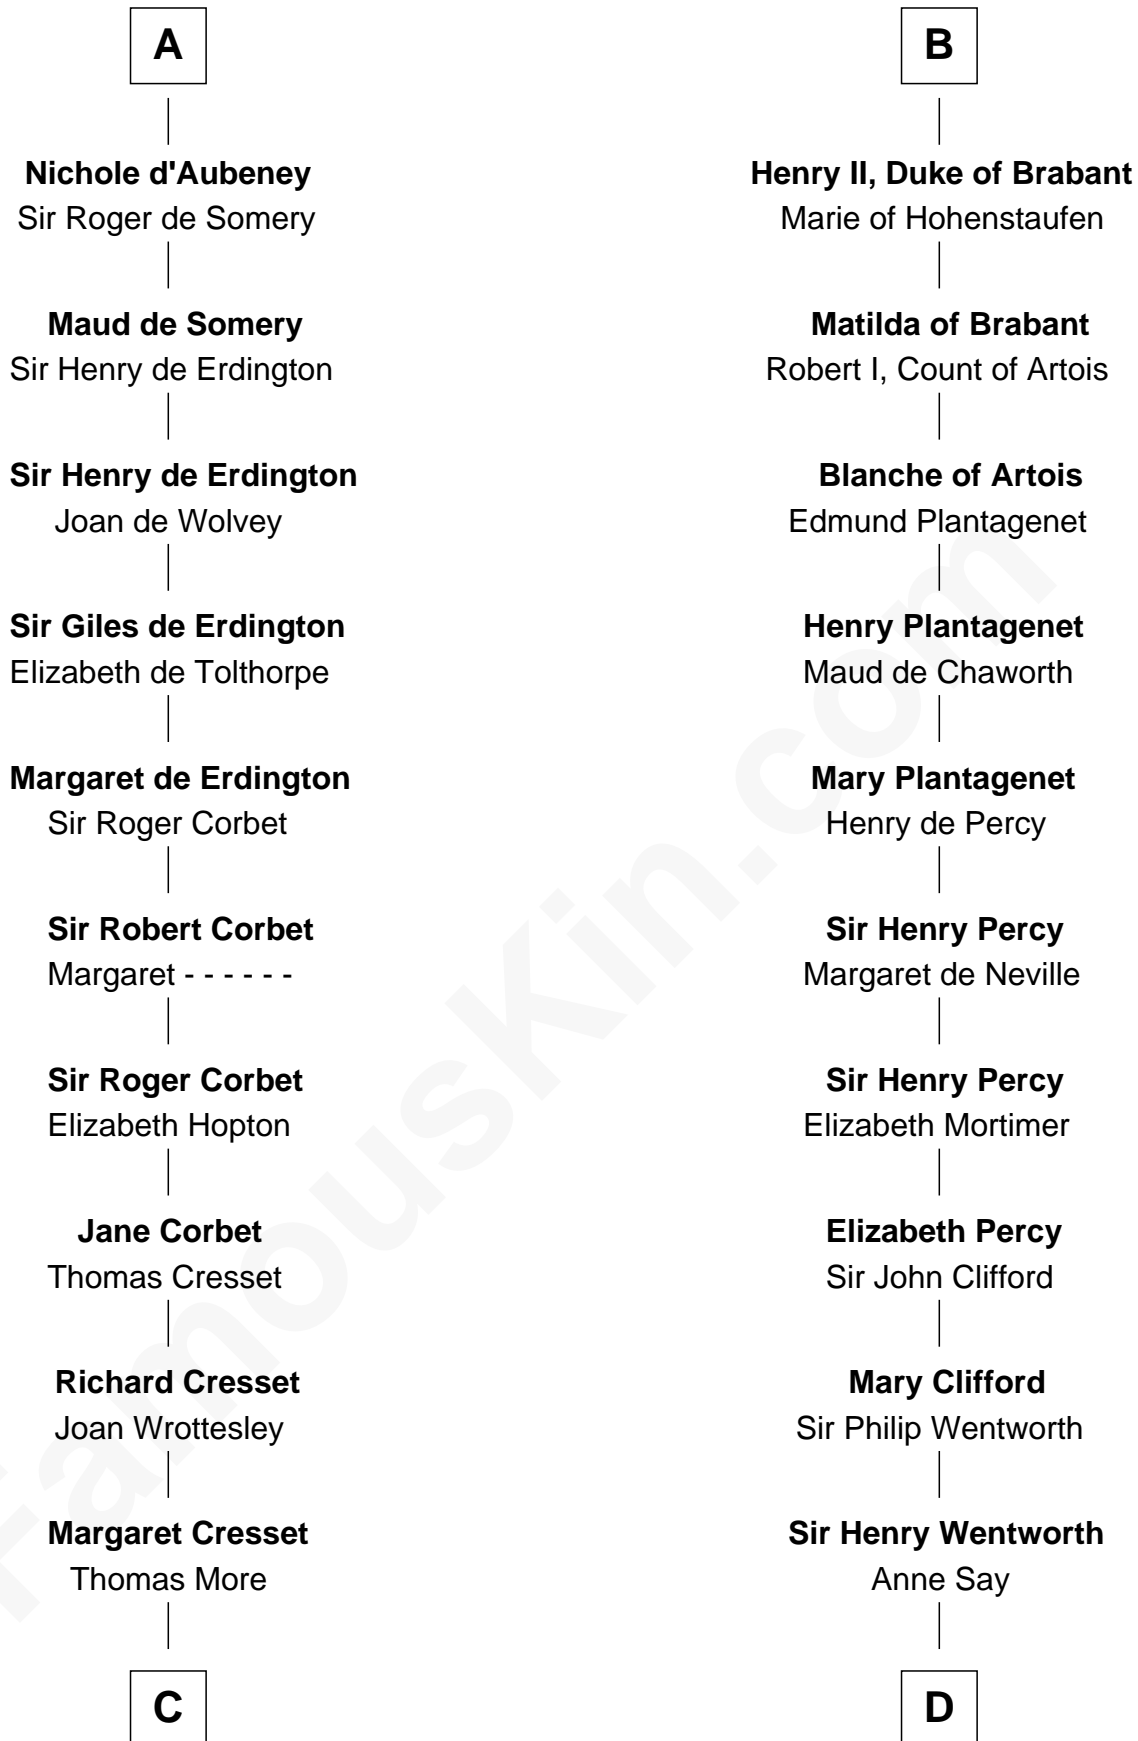 A
Nichole d'Aubeney
Sir Roger de Somery
Maud de Somery
Sir Henry de Erdington
Sir Henry de Erdington
Joan de Wolvey
Sir Giles de Erdington
Elizabeth de Tolthorpe
Margaret de Erdington
Sir Roger Corbet
Sir Robert Corbet
Margaret - - - - - -
Sir Roger Corbet
Elizabeth Hopton
Jane Corbet
Thomas Cresset
Richard Cresset
Joan Wrottesley
Margaret Cresset
Thomas More
C
B
Henry II, Duke of Brabant
Marie of Hohenstaufen
Matilda of Brabant
Robert I, Count of Artois
Blanche of Artois
Edmund Plantagenet
Henry Plantagenet
Maud de Chaworth
Mary Plantagenet
Henry de Percy
Sir Henry Percy
Margaret de Neville
Sir Henry Percy
Elizabeth Mortimer
Elizabeth Percy
Sir John Clifford
Mary Clifford
Sir Philip Wentworth
Sir Henry Wentworth
Anne Say
D
FamousKin.com